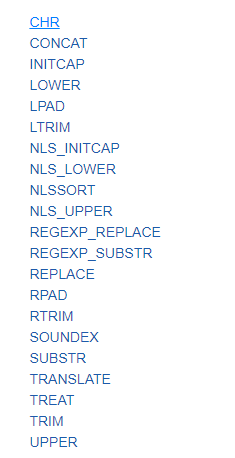 CHR
CONCAT
INITCAP
LOWER
LPAD
LTRIM
NLS_INITCAP
NLS_LOWER
NLSSORT
NLS_UPPER
REGEXP_REPLACE
REGEXP_SUBSTR
REPLACE
RPAD
RTRIM
SOUNDEX
SUBSTR
TRANSLATE
TREAT
TRIM
UPPER